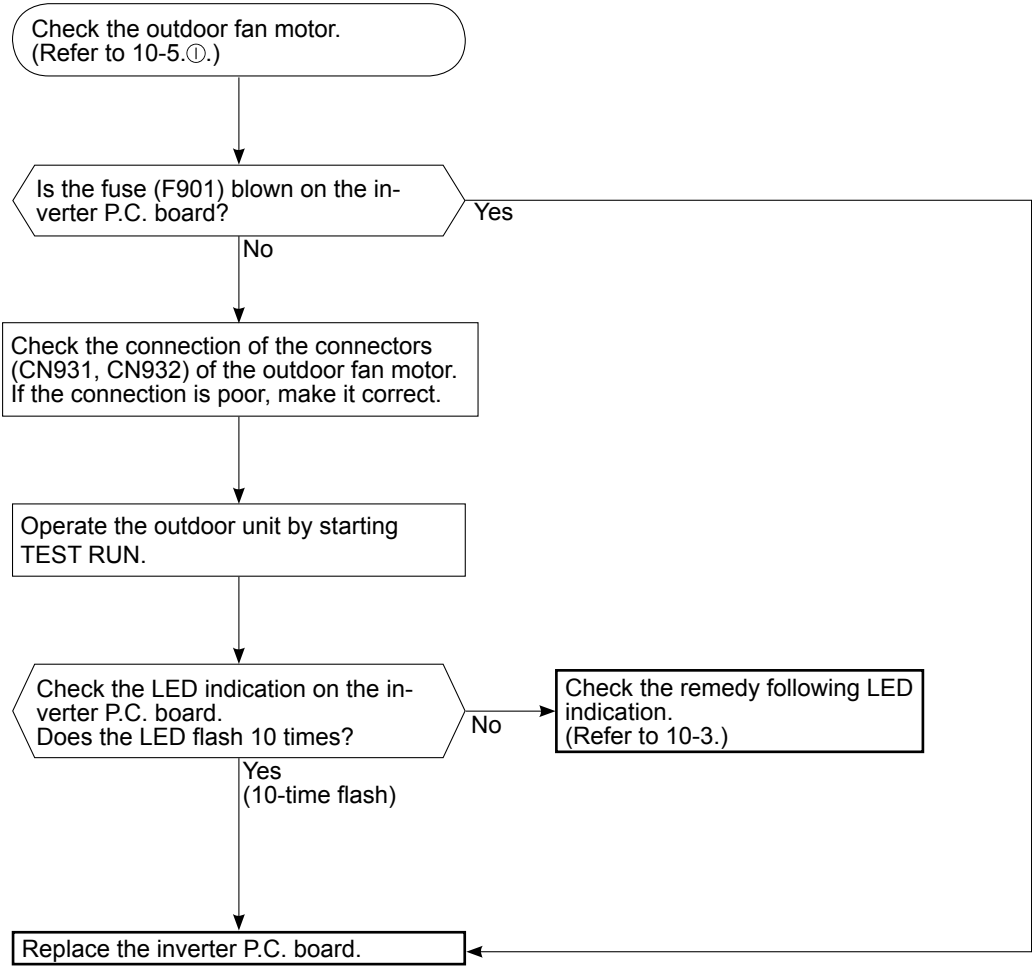 Check the outdoor fan motor.
(Refer to 10-5.Ⓘ.)
Is the fuse (F901) blown on the in-
verter P.C. board?
Yes
No
Check the connection of the connectors
(CN931, CN932) of the outdoor fan motor.
If the connection is poor, make it correct.
Operate the outdoor unit by starting
TEST RUN.
Check the LED indication on the in-
verter P.C. board.
Does the LED flash 10 times?
No
Check the remedy following LED
indication.
(Refer to 10-3.)
Yes
(10-time flash)
Replace the inverter P.C. board.